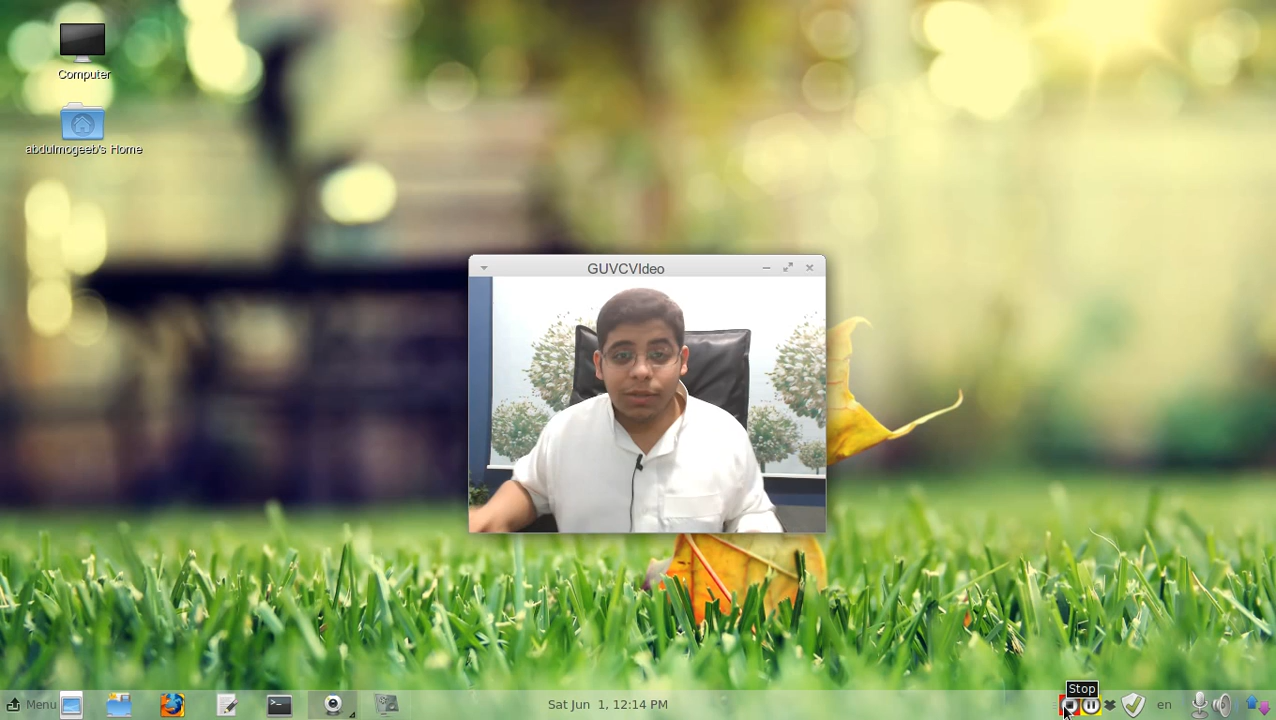 Computer
abdulmogeeb's Home
GUVCVIdeo
Stop
Menu
Sat Jun 1, 12:14 PM
en